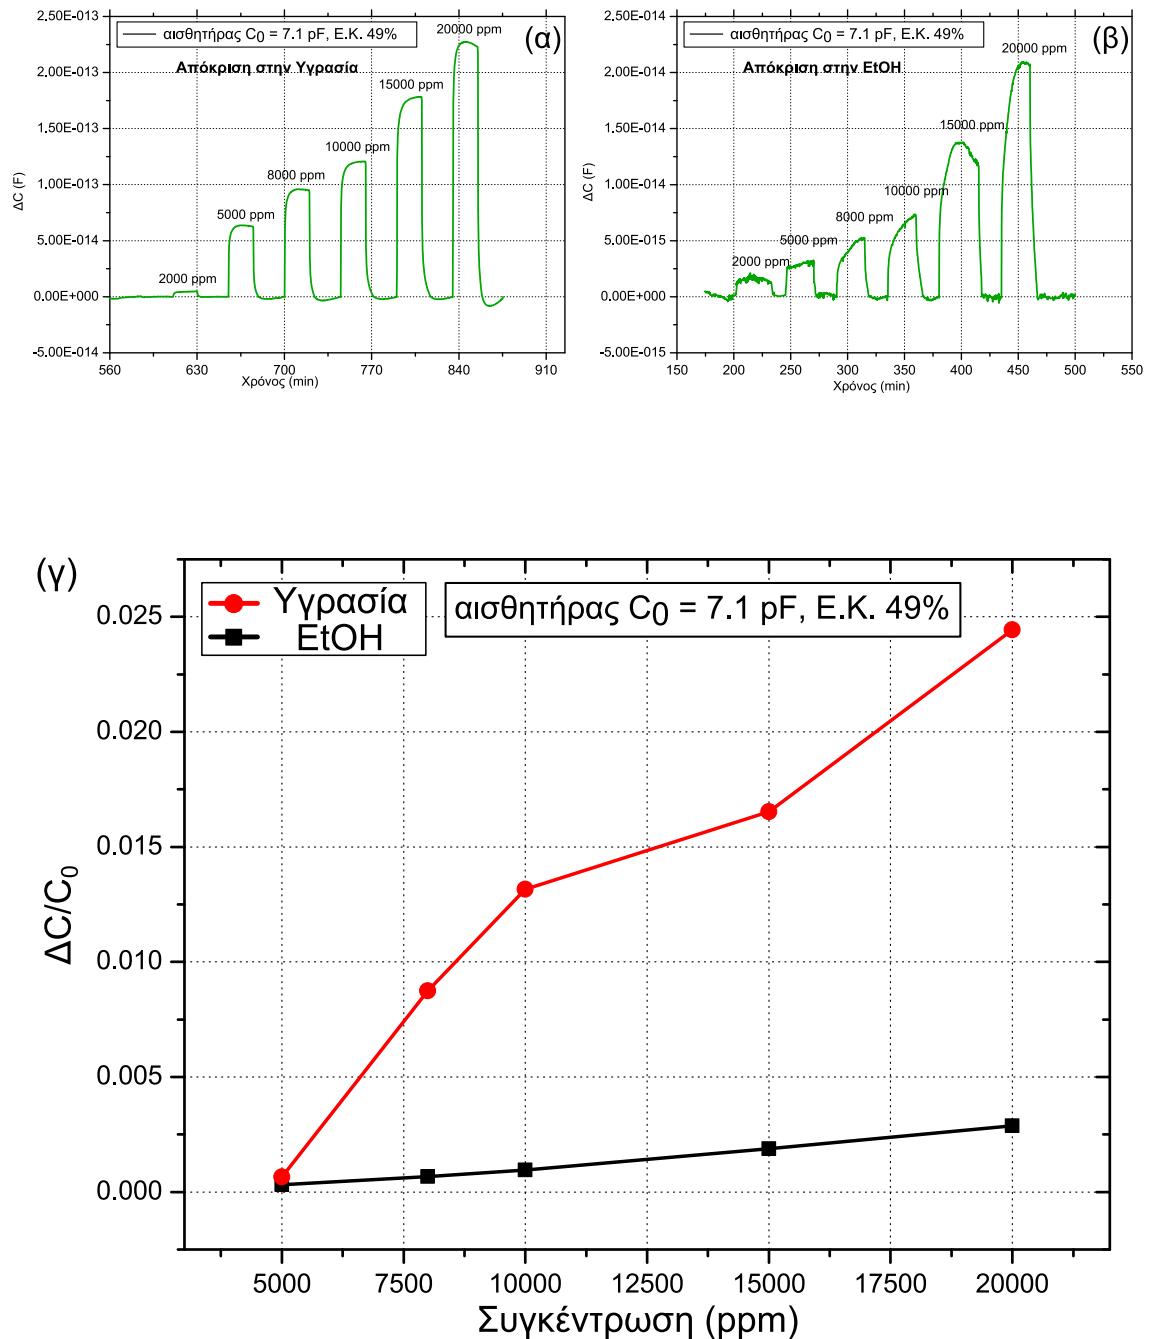 αισθητήρας C0 = 7.1 pF, E.K. 49%
(α)
Απόκριση στην Υγρασία
2.50E-013
2.00E-013
1.50E-013
1.00E-013
5.00E-014
0.00E+000
-5.00E-014
ΔC (F)
2000 ppm
5000 ppm
8000 ppm
10000 ppm
15000 ppm
20000 ppm
560 630 700 770 840 910
Χρόνος (min)
αισθητήρας C0 = 7.1 pF, E.K. 49%
(β)
Απόκριση στην EtOH
2.50E-014
2.00E-014
1.50E-014
1.00E-014
5.00E-015
0.00E+000
-5.00E-015
ΔC (F)
2000 ppm
5000 ppm
8000 ppm
10000 ppm
15000 ppm
20000 ppm
150 200 250 300 350 400 450 500 550
Χρόνος (min)
(γ)
Υγρασία
EtOH
αισθητήρας C0 = 7.1 pF, E.K. 49%
0.025
0.020
0.015
0.010
0.005
0.000
ΔC/C0
5000 7500 10000 12500 15000 17500 20000
Συγκέντρωση (ppm)